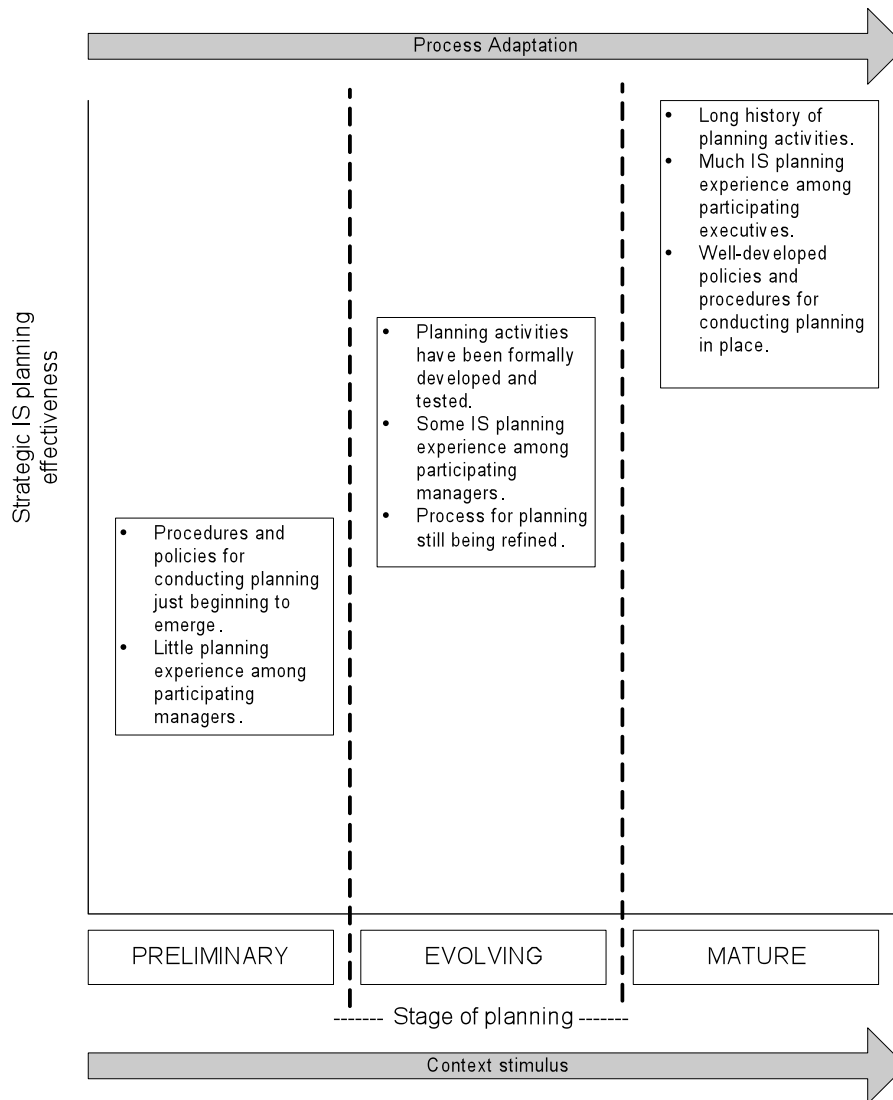 Process Adaptation
Strategic IS planning
effectiveness
• Procedures and
policies for
conducting planning
just beginning to
emerge.
• Little planning
experience among
participating
managers.
• Planning activities
have been formally
developed and
tested.
• Some IS planning
experience among
participating
managers.
• Process for planning
still being refined.
• Long history of
planning activities.
• Much IS planning
experience among
participating
executives.
• Well-developed
policies and
procedures for
conducting planning
in place.
PRELIMINARY
EVOLVING
MATURE
------- Stage of planning -------
Context stimulus